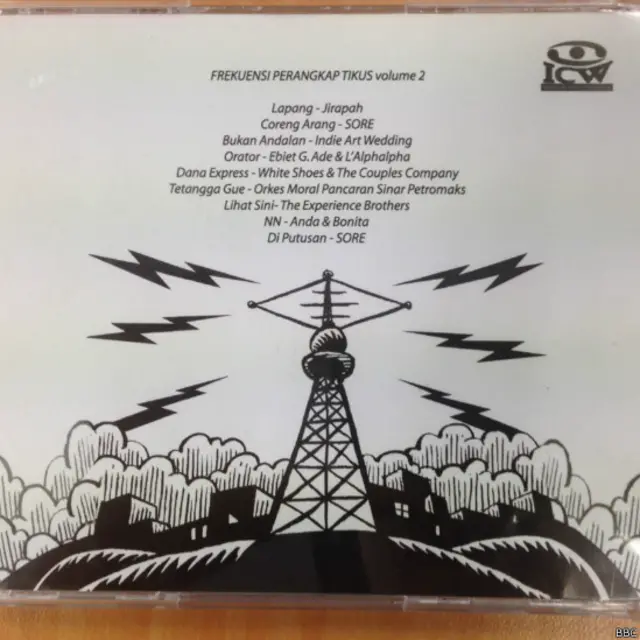 FREKUENSI PERANGKAP TIKUS volume 2
ICW
Lapang - Jirapah
Coreng Arang - SORE
Bukan Andalan - Indie Art Wedding
Orator - Ebiet G. Ade & L'Alphalpha
Dana Express - White Shoes & The Couples Company
Tetangga Gue - Orkes Moral Pancaran Sinar Petromaks
Lihat Sini- The Experience Brothers
NN - Anda & Bonita
Di Putusan - SORE
BBC